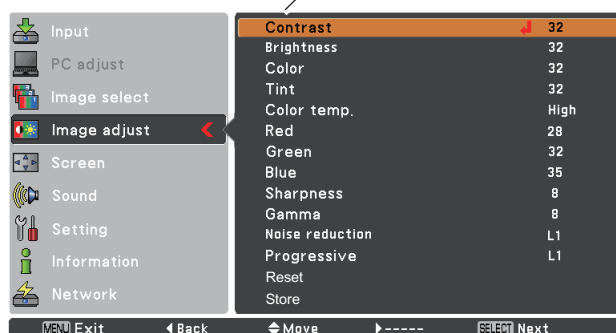 Input
PC adjust
Image select
Image adjust
Screen
Sound
Setting
Information
Network
Contrast 32
Brightness 32
Color 32
Tint 32
Color temp. High
Red 28
Green 32
Blue 35
Sharpness 8
Gamma 8
Noise reduction L1
Progressive L1
Reset
Store
MENU Exit Back Move ----- SELECT Next